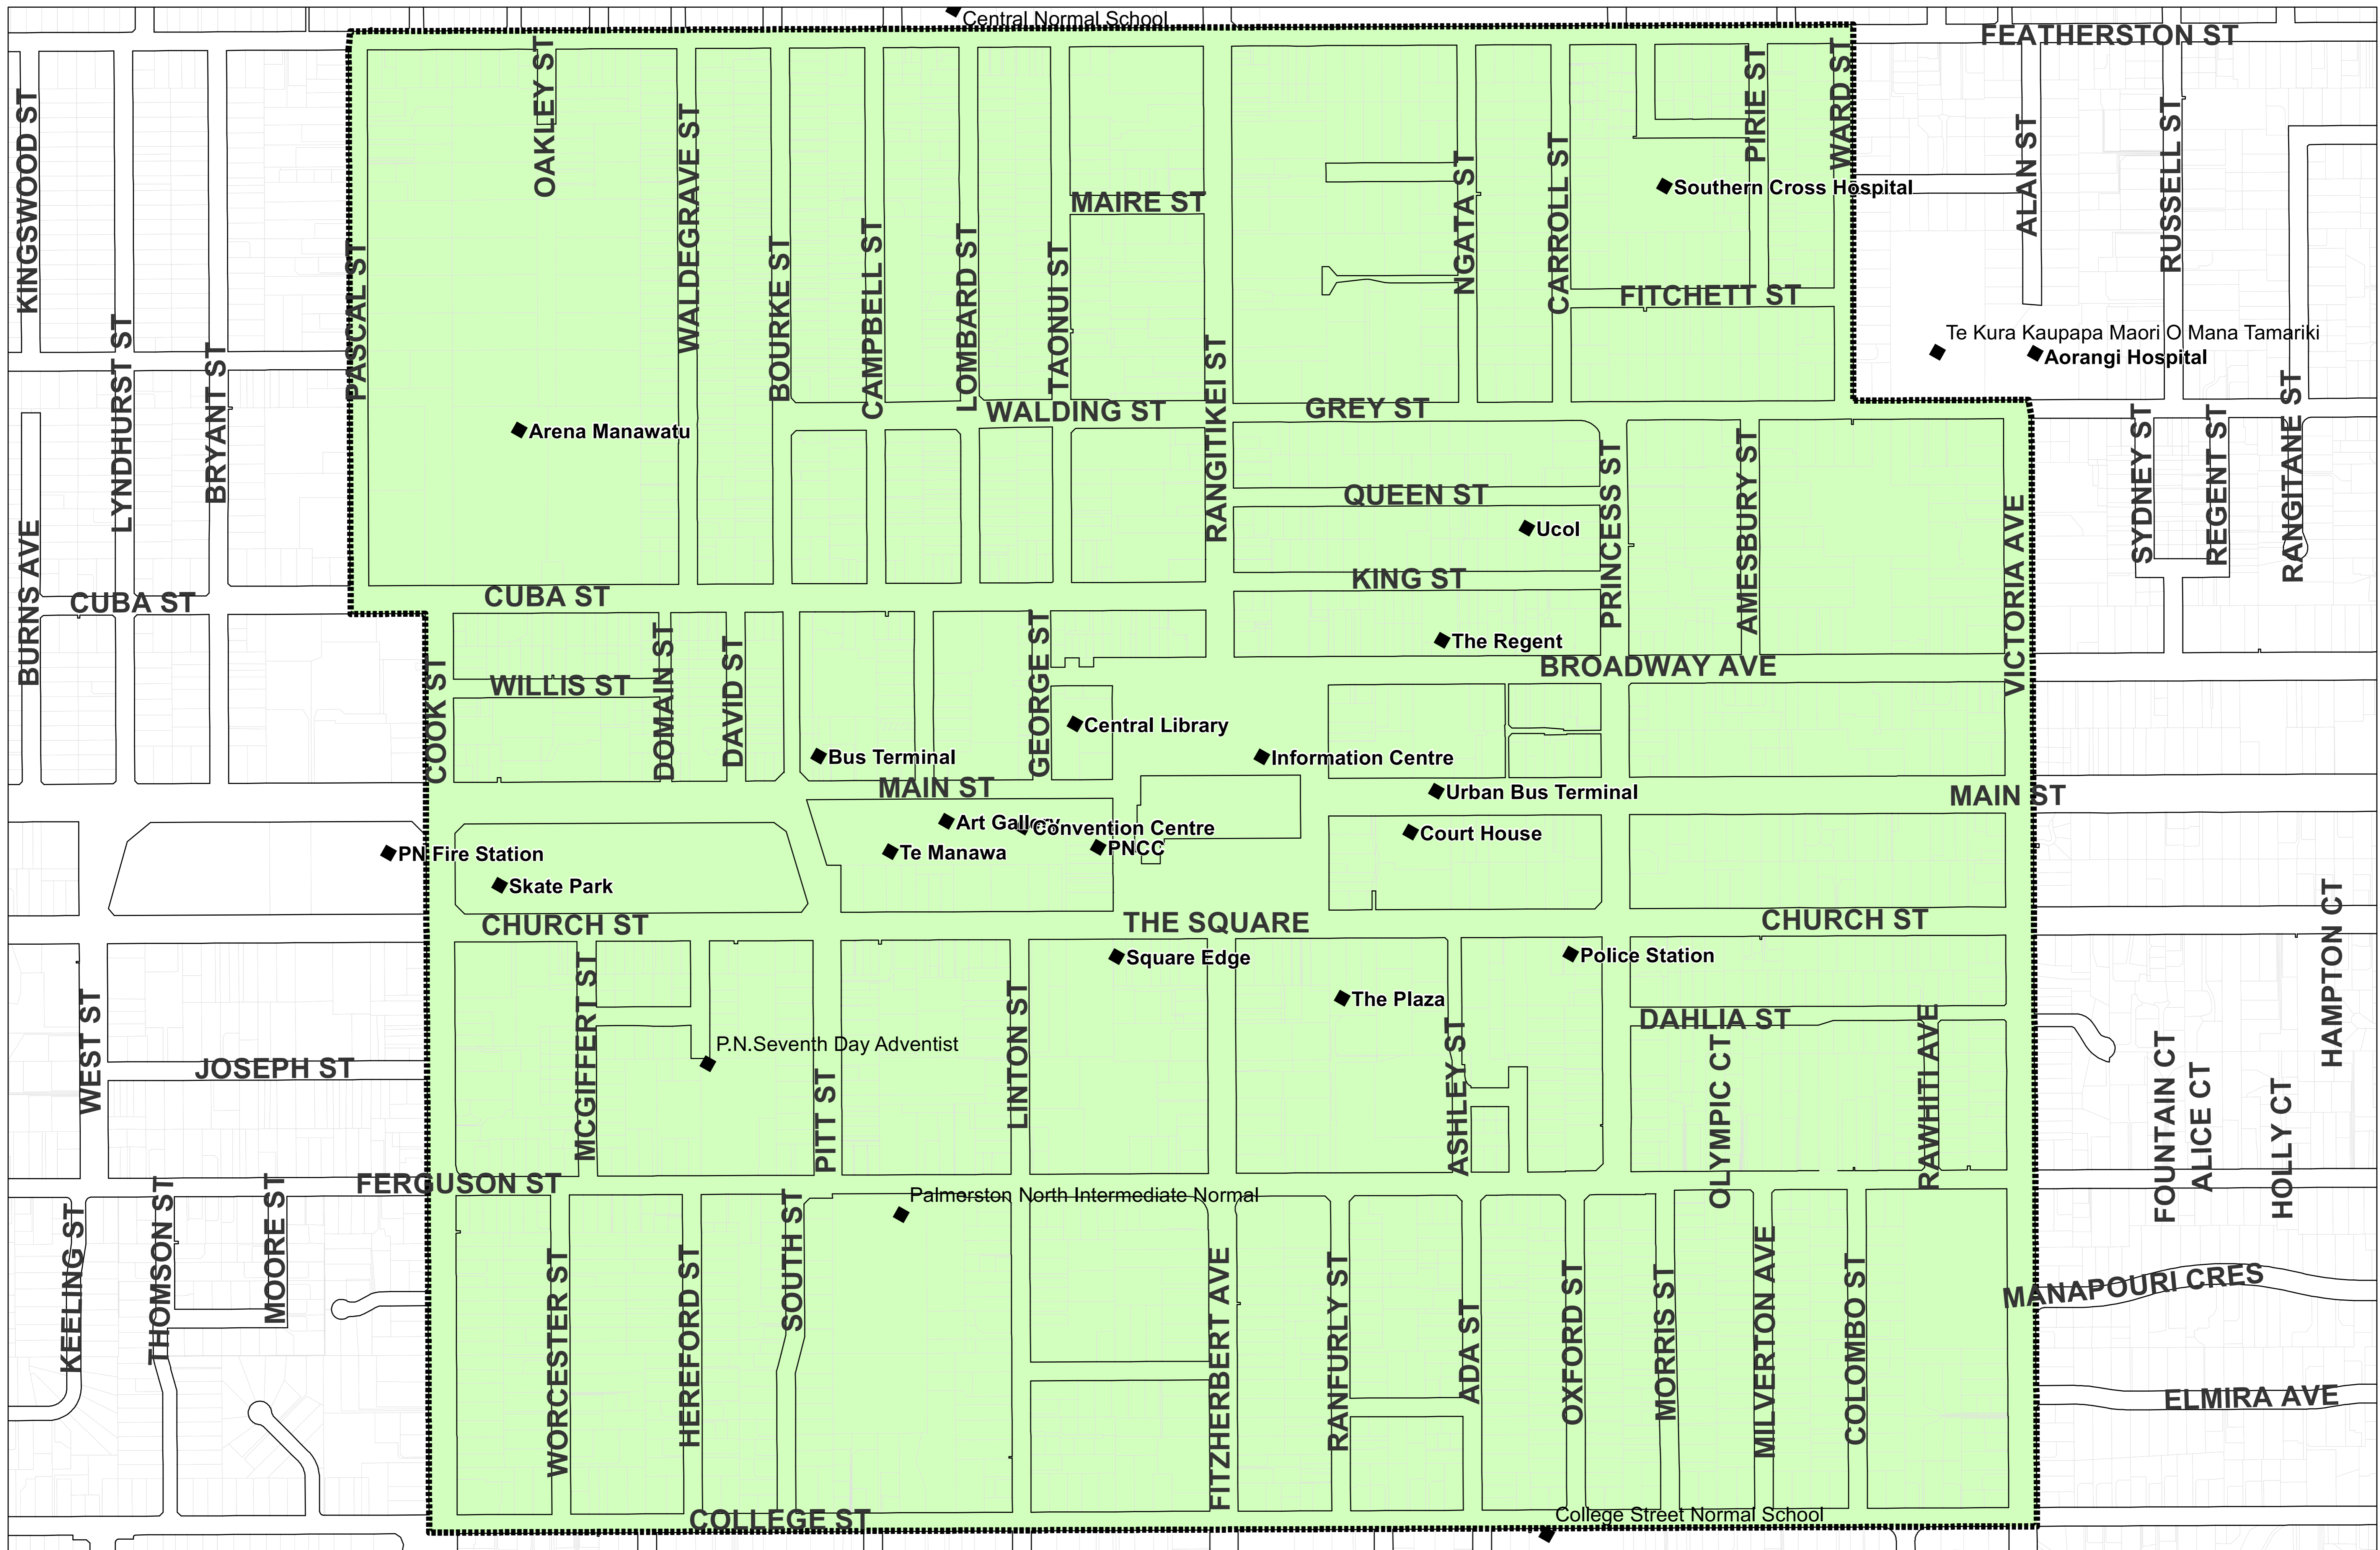 Central Normal School
FEATHERSTON ST
KINGSWOOD ST
OAKLEY ST
WALDEGRAVE ST
PIRIE ST
WARD ST
ALAN ST
RUSSELL ST
MAIRE ST
Southern Cross Hospital
PASCAL ST
BOURKE ST
CAMPBELL ST
LOMBARD ST
TAONUI ST
NGATA ST
CARROLL ST
FITCHETT ST
Te Kura Kaupapa Maori O Mana Tamariki
Aorangi Hospital
LYNDHURST ST
BRYANT ST
WALDING ST
RANGITIKEI ST
GREY ST
Arena Manawatu
QUEEN ST
PRINCESS ST
AMESBURY ST
SYDNEY ST
REGENT ST
RANGITANE ST
Ucol
KING ST
VICTORIA AVE
BURNS AVE
CUBA ST
CUBA ST
The Regent
BROADWAY AVE
COOK ST
WILLIS ST
DOMAIN ST
DAVID ST
GEORGE ST
Central Library
Bus Terminal
Information Centre
MAIN ST
Urban Bus Terminal
MAIN ST
Art Gallery
Convention Centre
Court House
PN Fire Station
Te Manawa
PNCC
Skate Park
CHURCH ST
THE SQUARE
CHURCH ST
HAMPTON CT
Square Edge
Police Station
The Plaza
WEST ST
MCGIFFERT ST
LINTON ST
DAHLIA ST
P.N.Seventh Day Adventist
JOSEPH ST
PITT ST
ASHLEY ST
OLYMPIC CT
RAWHITI AVE
FOUNTAIN CT
ALICE CT
HOLLY CT
FERGUSON ST
Palmerston North Intermediate Normal
KEELING ST
THOMSON ST
MOORE ST
WORCESTER ST
HEREFORD ST
SOUTH ST
FITZHERBERT AVE
RANFURLY ST
ADA ST
OXFORD ST
MORRIS ST
MILVERTON AVE
COLOMBO ST
MANAPOURI CRES
ELMIRA AVE
COLLEGE ST
College Street Normal School